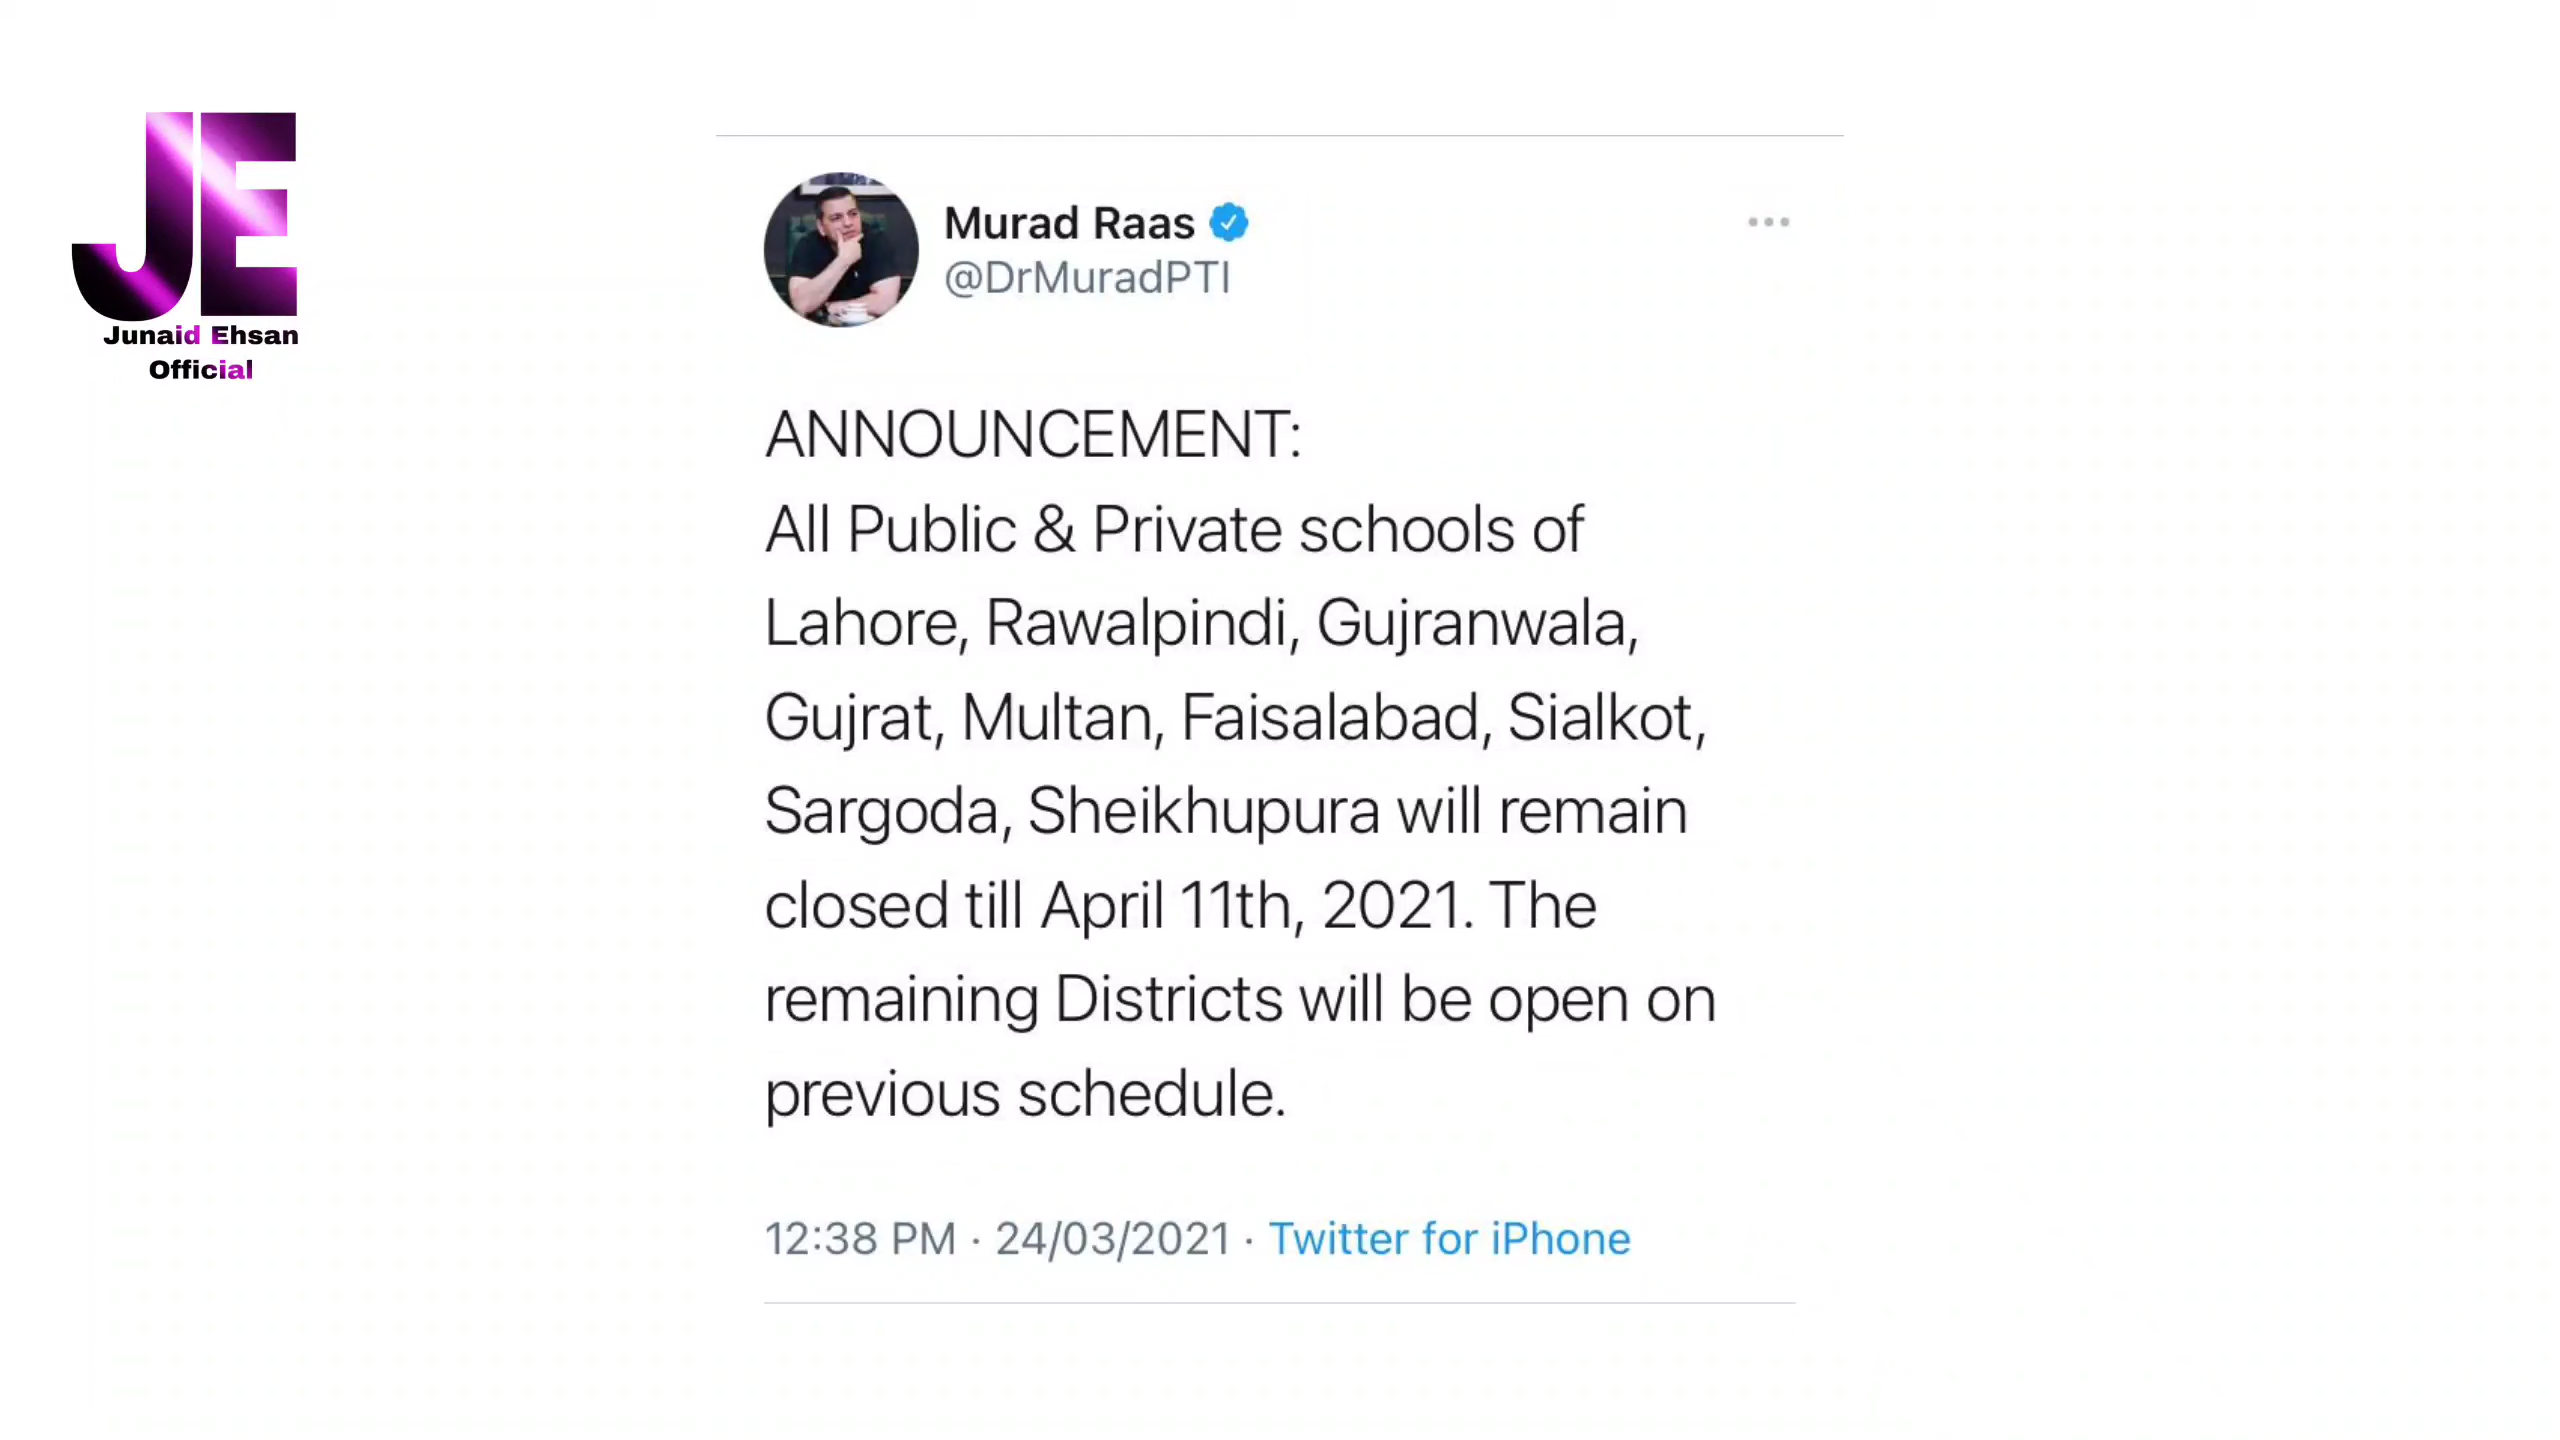 JE
Junaid Ehsan
Official
Murad Raas
@DrMuradPTI
ANNOUNCEMENT:
All Public & Private schools of
Lahore, Rawalpindi, Gujranwala,
Gujrat, Multan, Faisalabad, Sialkot,
Sargoda, Sheikhupura will remain
closed till April 11th, 2021. The
remaining Districts will be open on
previous schedule.
12:38 PM · 24/03/2021 · Twitter for iPhone